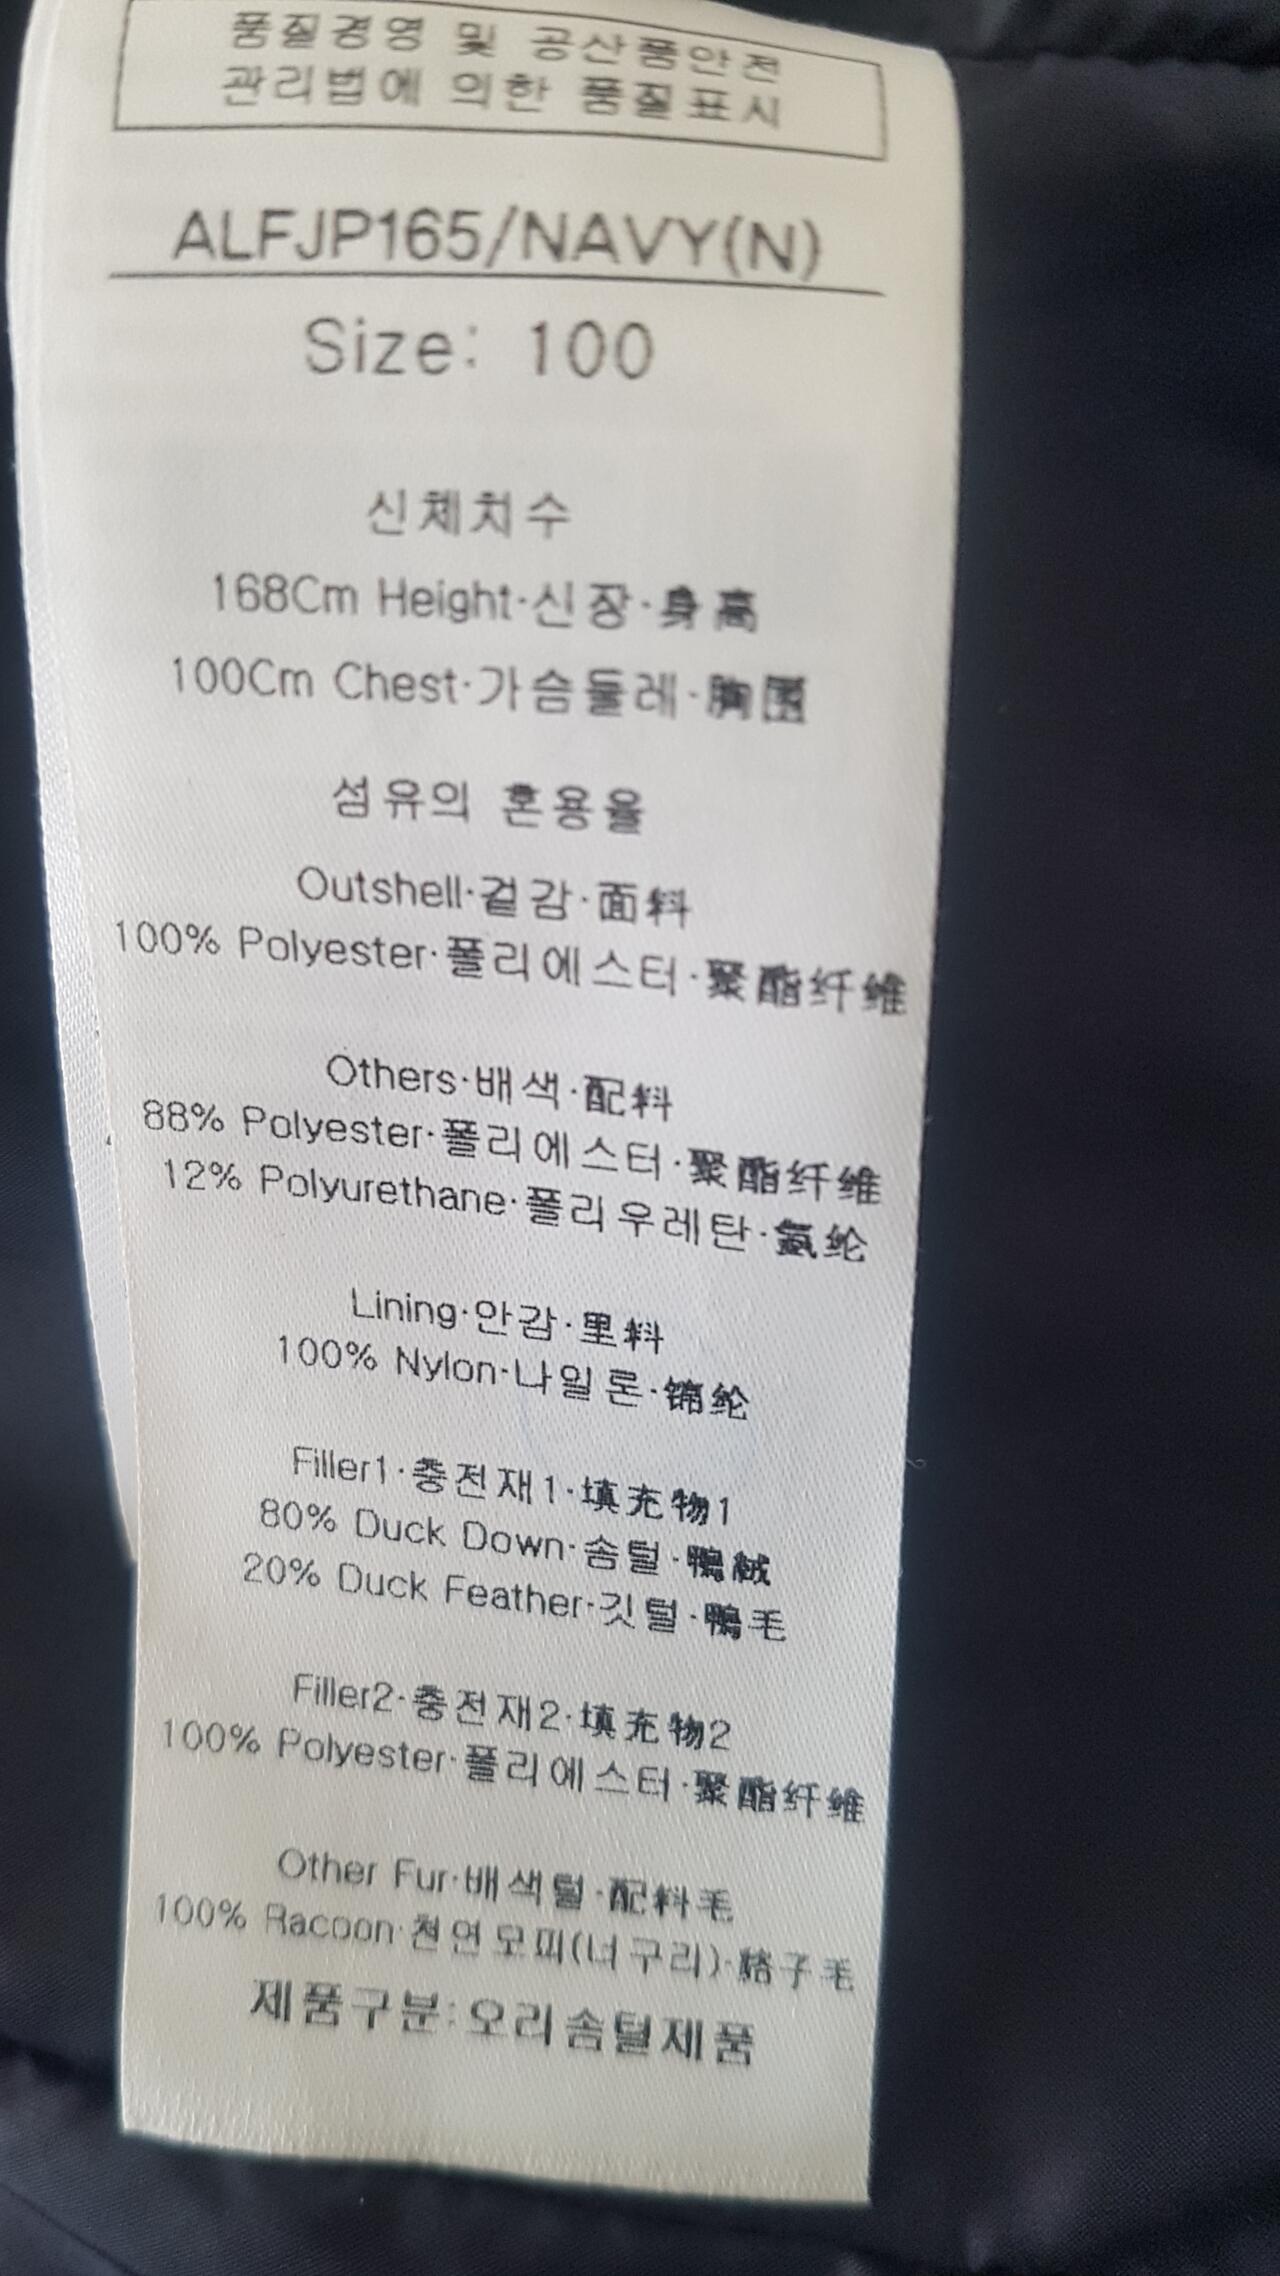 품질경영 및 공산품안전
관리법에 의한 품질표시
ALFJP165/NAVY(N)
Size: 100
신체치수
168Cm Height·신장·身高
100Cm Chest·가슴둘레·胸围
섬유의 혼용율
Outshell·겉감·面料
100% Polyester·폴리에스터·聚酯纤维
Others·배색·配料
88% Polyester·폴리에스터·聚酯纤维
12% Polyurethane·폴리우레탄·氨纶
Lining·안감·里料
100% Nylon·나일론·锦纶
Filler1·충전재1·填充物1
80% Duck Down·솜털·鴨絨
20% Duck Feather·깃털·鴨毛
Filler2·충전재2·填充物2
100% Polyester·폴리에스터·聚酯纤维
Other Fur·배색털·配料毛
100% Racoon·천연모피(너구리)·貉子毛
제품구분:오리솜털제품